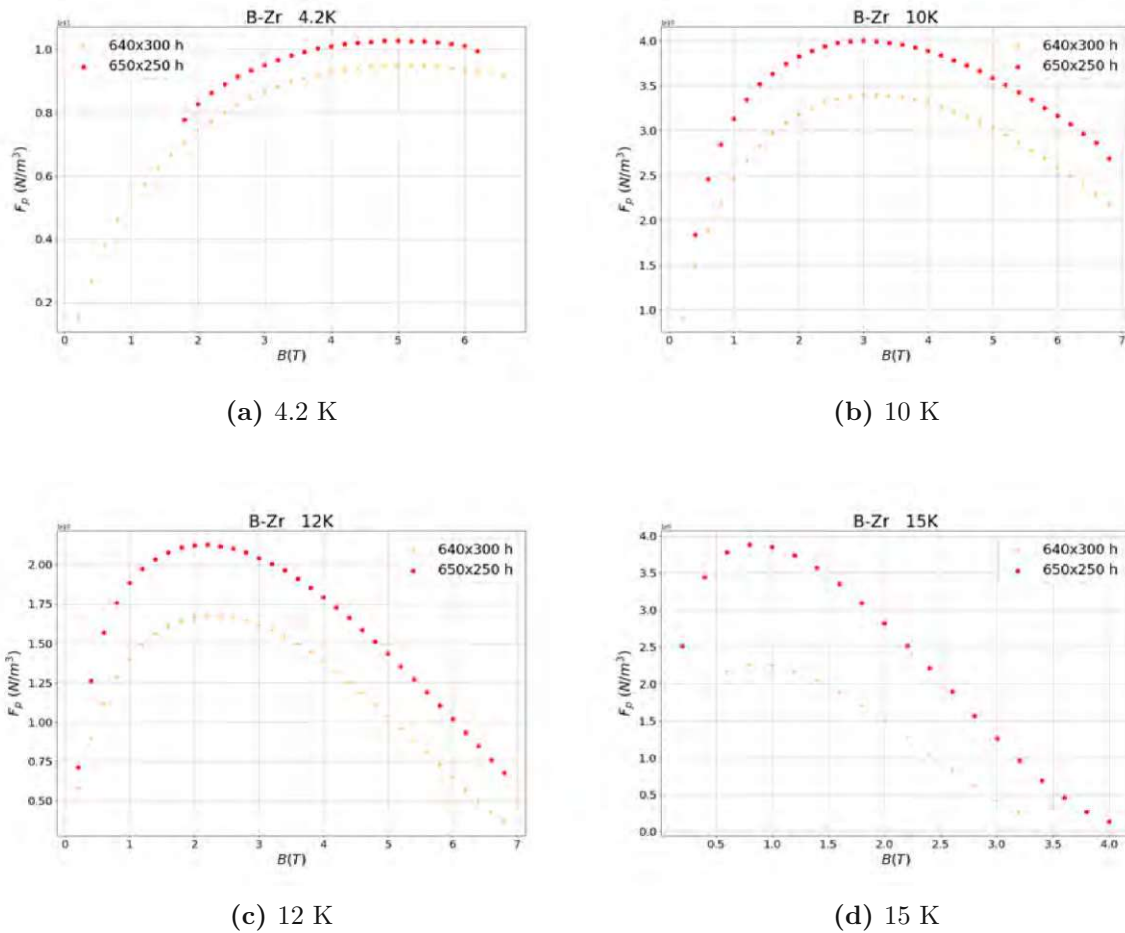 B-Zr 4.2K
640x300 h
650x250 h
1.0
0.8
0.6
0.4
0.2
F_p (N/m^3)
0 1 2 3 4 5 6
B(T)
(a) 4.2 K
B-Zr 10K
640x300 h
650x250 h
4.0
3.5
3.0
2.5
2.0
1.5
1.0
F_p (N/m^3)
0 1 2 3 4 5 6 7
B(T)
(b) 10 K
B-Zr 12K
640x300 h
650x250 h
2.00
1.75
1.50
1.25
1.00
0.75
0.50
F_p (N/m^3)
0 1 2 3 4 5 6 7
B(T)
(c) 12 K
B-Zr 15K
640x300 h
650x250 h
4.0
3.5
3.0
2.5
2.0
1.5
1.0
0.5
0.0
F_p (N/m^3)
0.5 1.0 1.5 2.0 2.5 3.0 3.5 4.0
B(T)
(d) 15 K